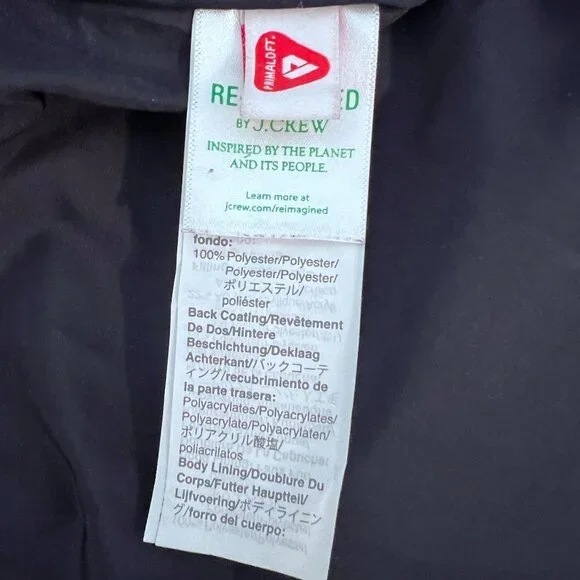 PRIMALOFT.
RE ED
BY J.CREW
INSPIRED BY THE PLANET
AND ITS PEOPLE.
Learn more at
jcrew.com/reimagined
fondo:
100% Polyester/Polyester/
Polyester/Polyester/
ポリエステル/
poliéster
Back Coating/Revêtement
De Dos/Hintere
Beschichtung/Deklaag
Achterkant/バックコーテ
ィング/recubrimiento de
la parte trasera:
Polyacrylates/Polyacrylates/
Polyacrylate/Polyacrylaten/
ポリアクリル酸塩/
poliacrilatos
Body Lining/Doublure Du
Corps/Futter Hauptteil/
Lijfvoering/ボディライニン
グ/forro del cuerpo: